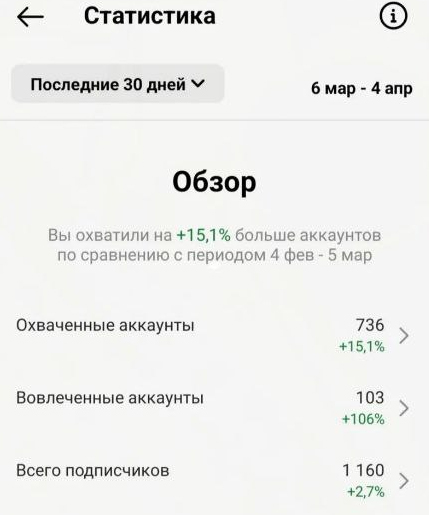 Статистика
Последние 30 дней
6 мар - 4 апр
Обзор
Вы охватили на +15,1% больше аккаунтов
по сравнению с периодом 4 фев - 5 мар
Охваченные аккаунты 736
+15,1%
Вовлеченные аккаунты 103
+106%
Всего подписчиков 1 160
+2,7%